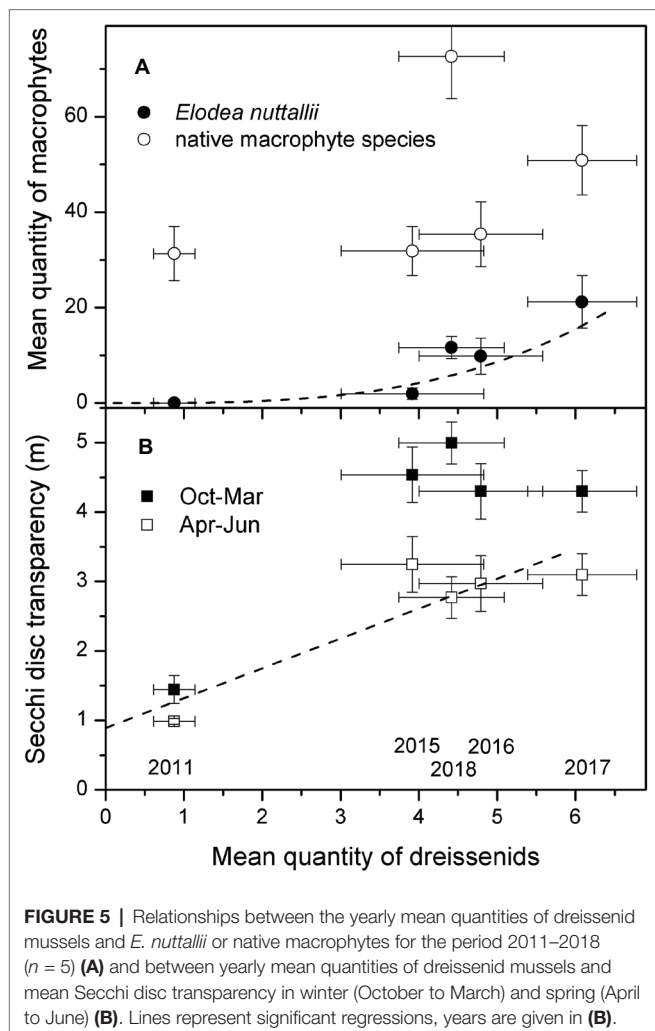 A
Elodea nuttallii
native macrophyte species
Mean quantity of macrophytes
60
40
20
0
B
Oct-Mar
Apr-Jun
Secchi disc transparency (m)
5
4
3
2
1
0
2011
2015
2018
2016
2017
0 1 2 3 4 5 6
Mean quantity of dreissenids
FIGURE 5 | Relationships between the yearly mean quantities of dreissenid
mussels and E. nuttallii or native macrophytes for the period 2011–2018
(n = 5) (A) and between yearly mean quantities of dreissenid mussels and
mean Secchi disc transparency in winter (October to March) and spring (April
to June) (B). Lines represent significant regressions, years are given in (B).